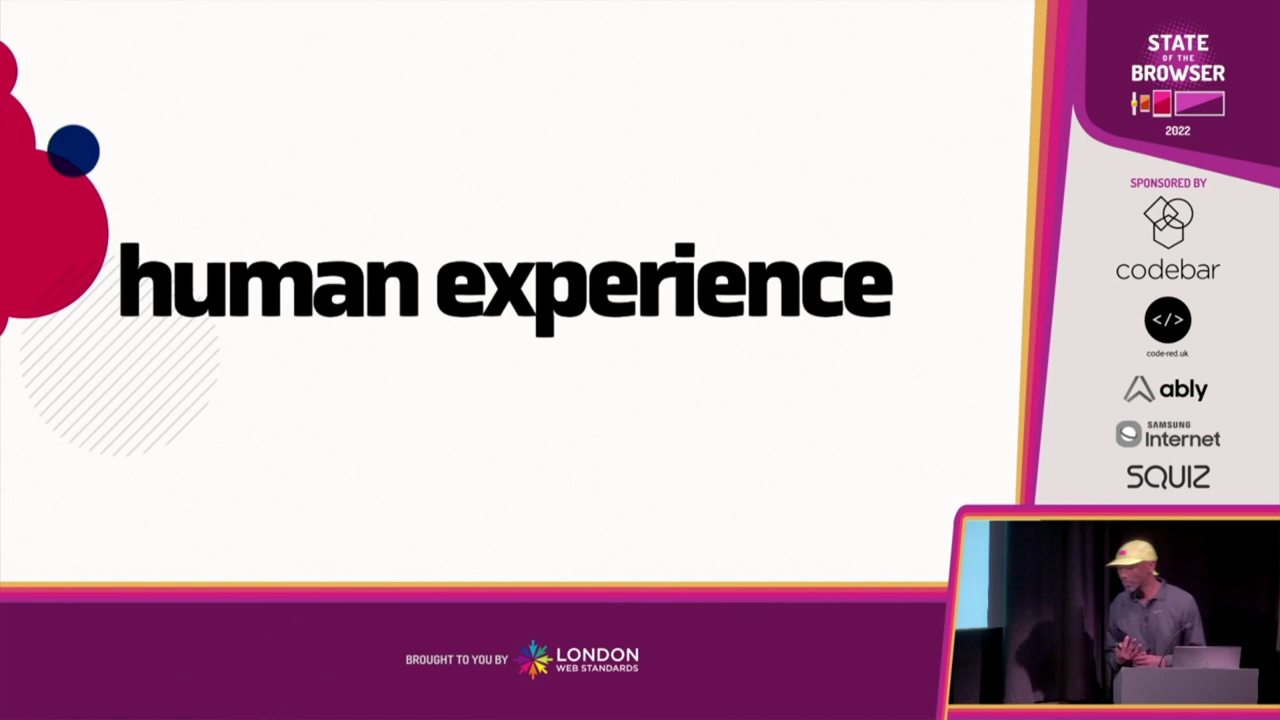 human experience
STATE
OF THE
BROWSER
2022
SPONSORED BY
codebar
</>
code-red.uk
ably
SAMSUNG
Internet
SQUIZ
BROUGHT TO YOU BY
LONDON
WEB STANDARDS